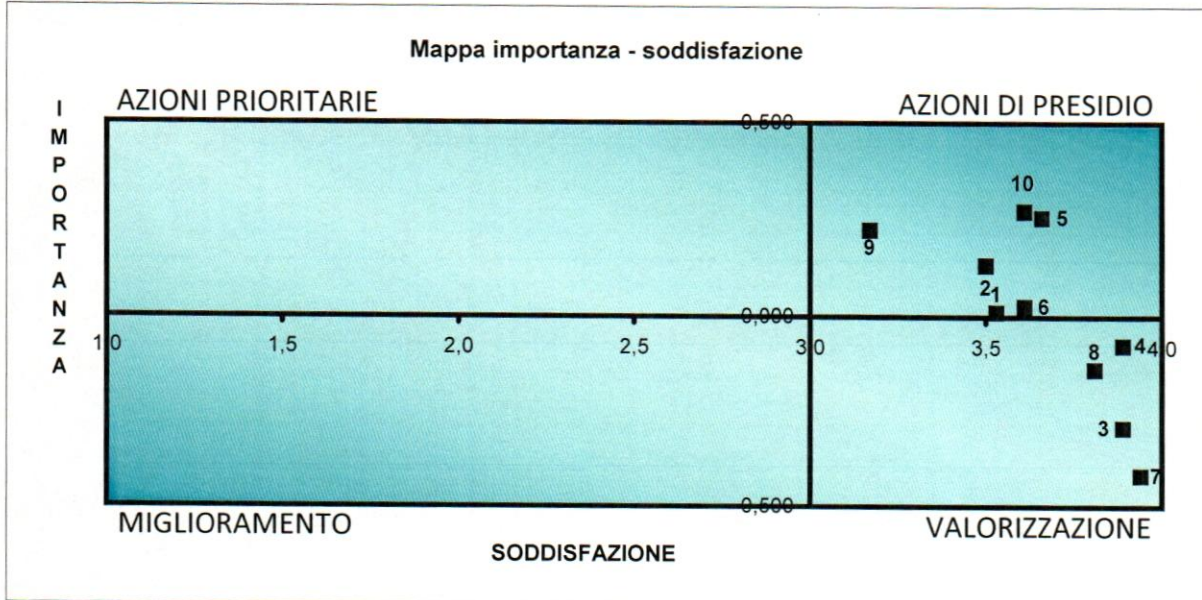 Mappa importanza - soddisfazione
IMPORTANZA
AZIONI PRIORITARIE
AZIONI DI PRESIDIO
0,500
10
5
9
2
1
6
0,000
1,0
1,5
2,0
2,5
3,0
3,5
4,0
4
8
3
7
0,500
MIGLIORAMENTO
VALORIZZAZIONE
SODDISFAZIONE